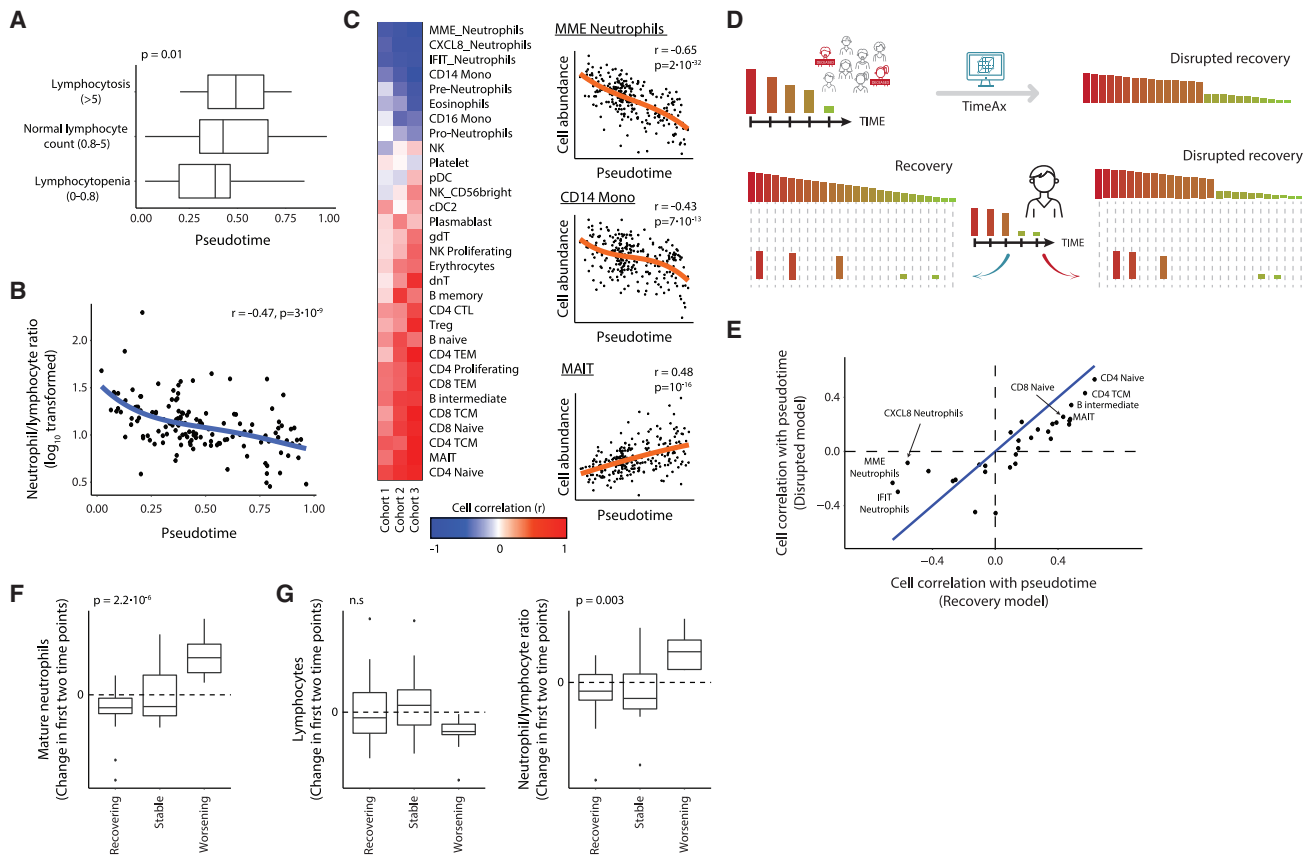 A
p = 0.01
Lymphocytosis
(>5)
Normal lymphocyte
count (0.8–5)
Lymphocytopenia
(0–0.8)
0.00 0.25 0.50 0.75 1.00
Pseudotime
B
r = -0.47, p=3·10⁻⁹
Neutrophil/lymphocyte ratio
(log₁₀ transformed)
2.0
1.5
1.0
0.5
0.00 0.25 0.50 0.75 1.00
Pseudotime
C
MME_Neutrophils
CXCL8_Neutrophils
IFIT_Neutrophils
CD14 Mono
Pre-Neutrophils
Eosinophils
CD16 Mono
Pro-Neutrophils
NK
Platelet
pDC
NK_CD56bright
cDC2
Plasmablast
gdT
NK Proliferating
Erythrocytes
dnT
B memory
CD4 CTL
Treg
B naive
CD4 TEM
CD4 Proliferating
CD8 TEM
B intermediate
CD8 TCM
CD8 Naive
CD4 TCM
MAIT
CD4 Naive
Cohort 1
Cohort 2
Cohort 3
Cell correlation (r)
-1 0 1
MME Neutrophils
r = -0.65
p=2·10⁻³²
Cell abundance
Pseudotime
CD14 Mono
r = -0.43
p=7·10⁻¹³
Cell abundance
Pseudotime
MAIT
r = 0.48
p=10⁻¹⁶
Cell abundance
Pseudotime
D
TIME
TimeAx
Disrupted recovery
Recovery
TIME
Disrupted recovery
E
Cell correlation with pseudotime
(Disrupted model)
0.4
0.0
−0.4
CXCL8 Neutrophils
MME
Neutrophils
IFIT
Neutrophils
CD8 Naive
CD4 Naive
CD4 TCM
B intermediate
MAIT
−0.4 0.0 0.4
Cell correlation with pseudotime
(Recovery model)
F
p = 2.2·10⁻⁶
Mature neutrophils
(Change in first two time points)
0
Recovering
Stable
Worsening
G
n.s
Lymphocytes
(Change in first two time points)
0
Recovering
Stable
Worsening
p = 0.003
Neutrophil/lymphocyte ratio
(Change in first two time points)
0
Recovering
Stable
Worsening